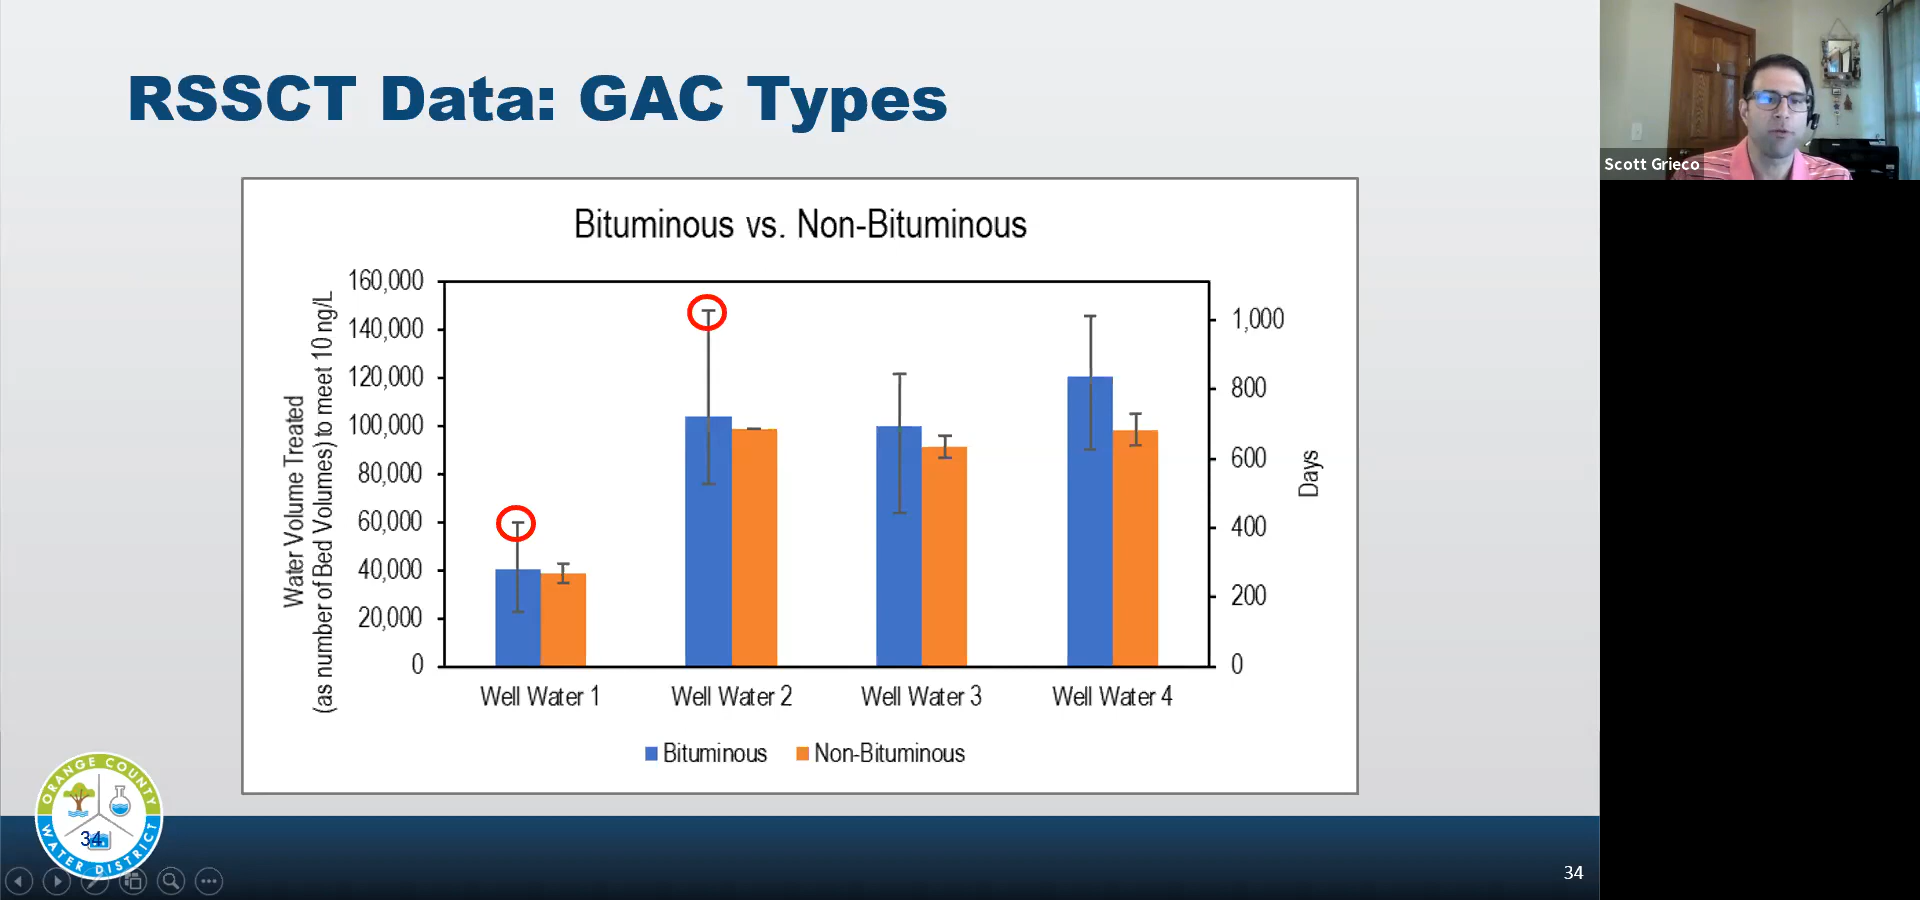 RSSCT Data: GAC Types
Scott Grieco
Bituminous vs. Non-Bituminous
Water Volume Treated
(as number of Bed Volumes) to meet 10 ng/L
160,000
140,000
120,000
100,000
80,000
60,000
40,000
20,000
0
1,000
800
600
400
200
0
Days
Well Water 1
Well Water 2
Well Water 3
Well Water 4
Bituminous
Non-Bituminous
ORANGE COUNTY
WATER DISTRICT
34
34